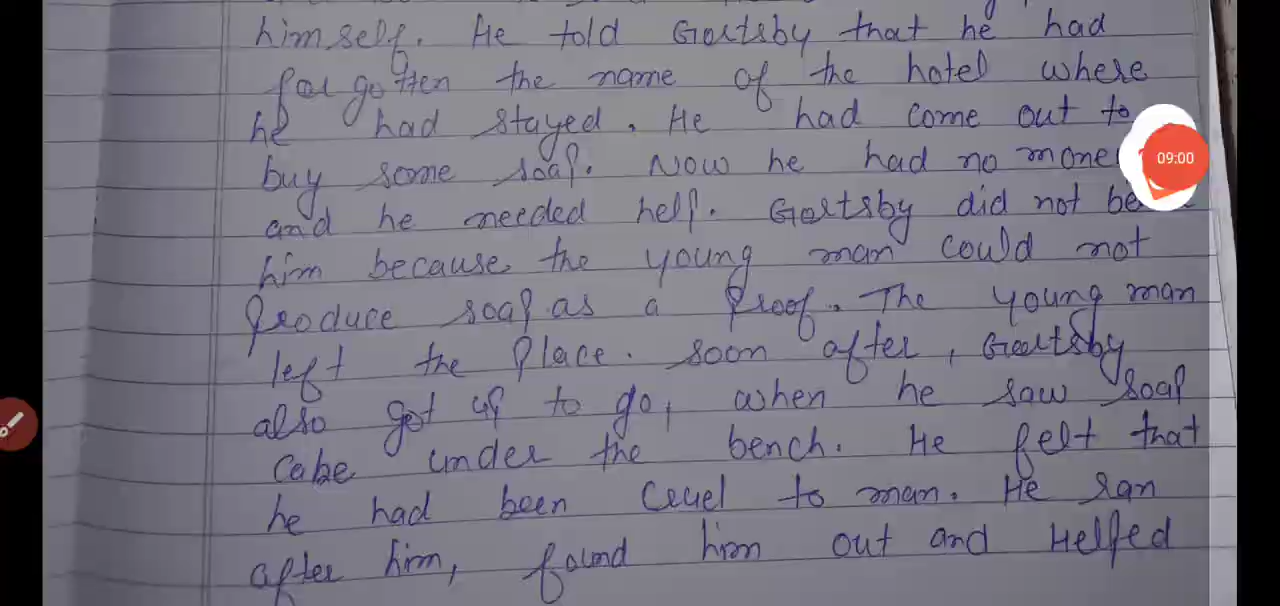 himself. He told Gortsby that he had
forgotten the name of the hotel where
he had stayed. He had come out to
buy some soap. Now he had no mone
09:00
and he needed help. Gortsby did not be
him because the young man could not
produce soap as a proof. The young man
left the place. soon after, Gortsby
also got up to go, when he saw soap
cake under the bench. He felt that
he had been cruel to man. He ran
after him, found him out and Helped